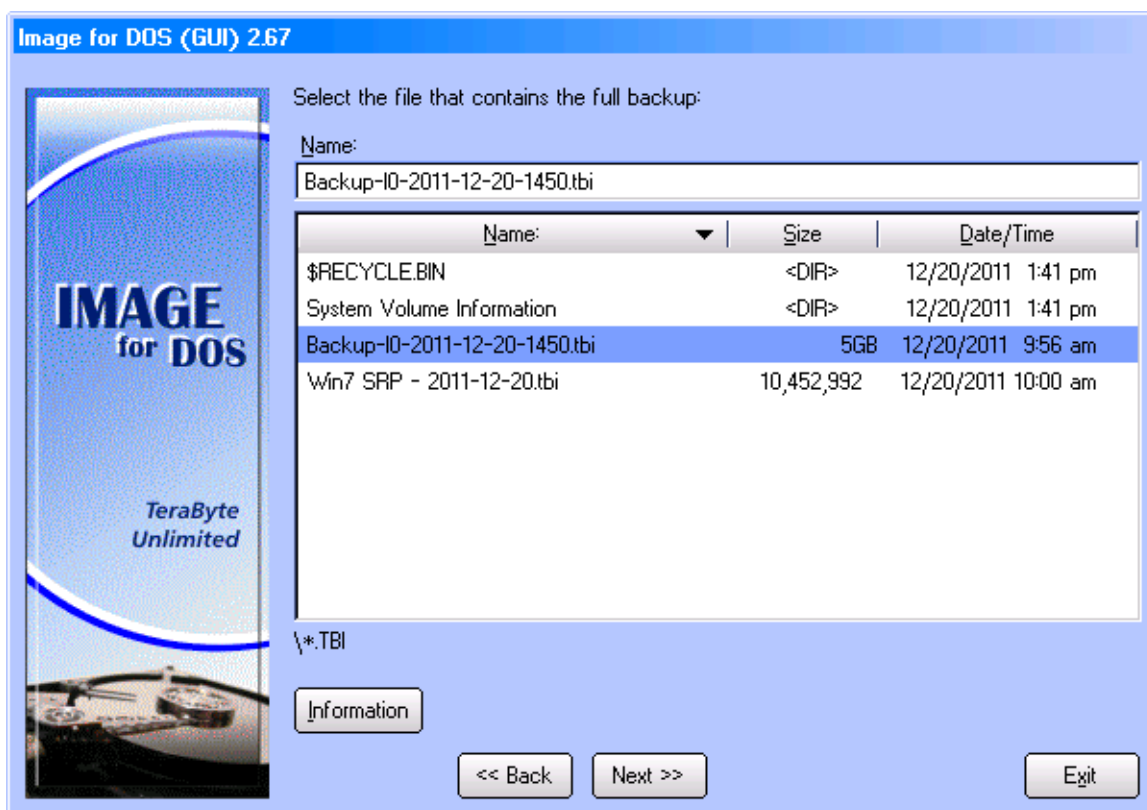 Image for DOS (GUI) 2.67
Select the file that contains the full backup:
Name:
Backup-I0-2011-12-20-1450.tbi
Name: Size Date/Time
$RECYCLE.BIN <DIR> 12/20/2011 1:41 pm
System Volume Information <DIR> 12/20/2011 1:41 pm
Backup-I0-2011-12-20-1450.tbi 5GB 12/20/2011 9:56 am
Win7 SRP - 2011-12-20.tbi 10,452,992 12/20/2011 10:00 am
\*.TBI
Information
<< Back Next >> Exit
IMAGE
for DOS
TeraByte
Unlimited